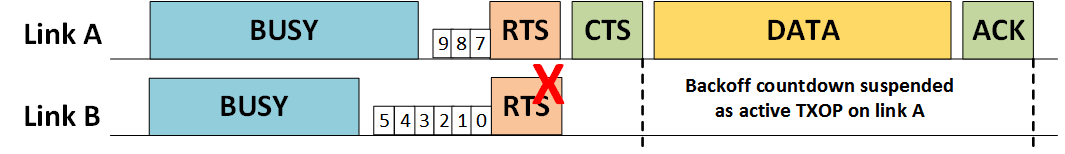 Link A
BUSY
9 8 7
RTS
CTS
DATA
ACK
X
Link B
BUSY
5 4 3 2 1 0
RTS
Backoff countdown suspended
as active TXOP on link A